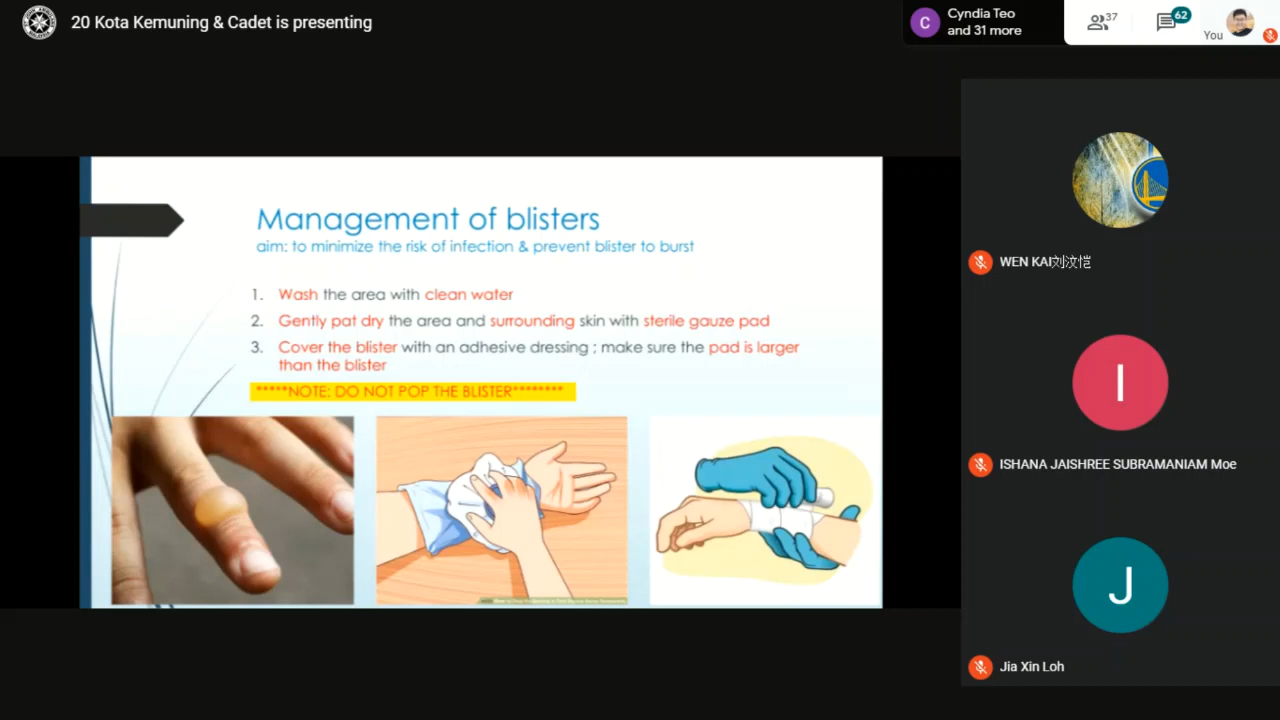 20 Kota Kemuning & Cadet is presenting
C
Cyndia Teo
and 31 more
37
62
You
Management of blisters
aim: to minimize the risk of infection & prevent blister to burst
1. Wash the area with clean water
2. Gently pat dry the area and surrounding skin with sterile gauze pad
3. Cover the blister with an adhesive dressing ; make sure the pad is larger
than the blister
*****NOTE: DO NOT POP THE BLISTER********
WEN KAI刘汶恺
I
ISHANA JAISHREE SUBRAMANIAM Moe
J
Jia Xin Loh